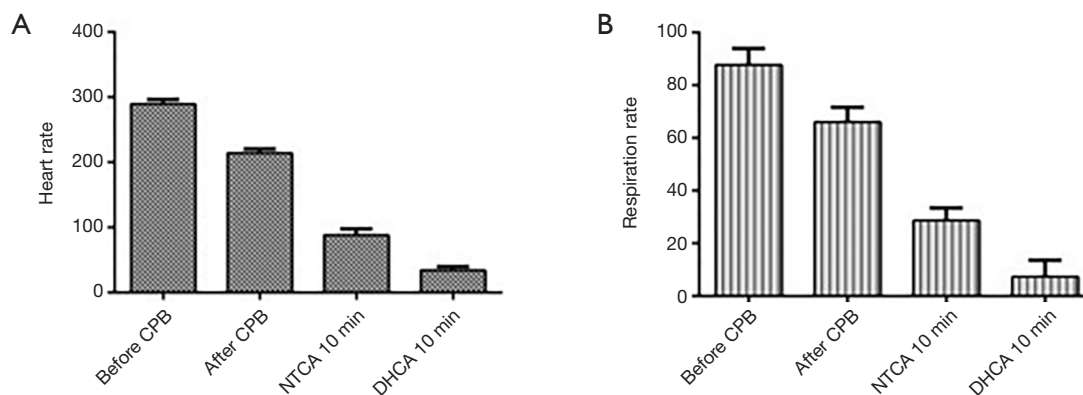 A
Heart rate
400
300
200
100
0
Before CPB
After CPB
NTCA 10 min
DHCA 10 min
B
Respiration rate
100
80
60
40
20
0
Before CPB
After CPB
NTCA 10 min
DHCA 10 min